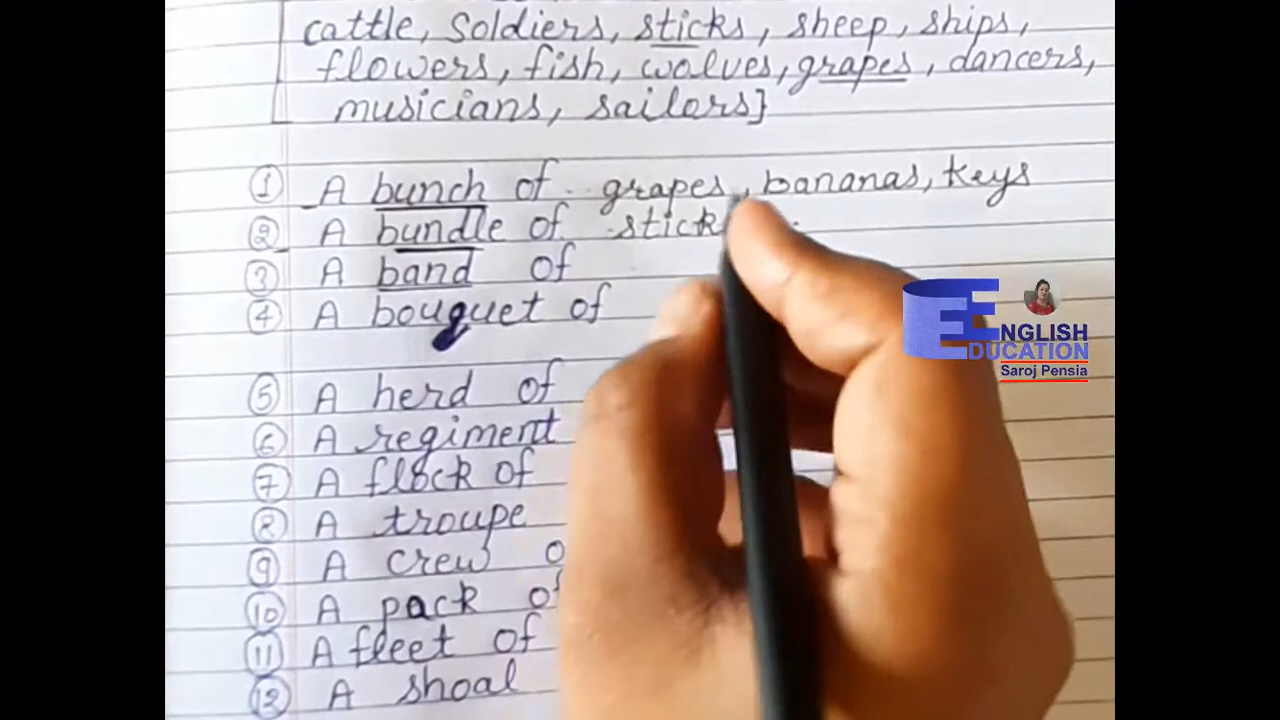 cattle, soldiers, sticks, sheep, ships,
flowers, fish, wolves, grapes, dancers,
musicians, sailors}
① A bunch of grapes, bananas, keys
② A bundle of stick
③ A band of
④ A bouquet of
⑤ A herd of
⑥ A regiment
⑦ A flock of
⑧ A troupe
⑨ A crew o
⑩ A pack of
⑪ A fleet of
⑫ A shoal
ENGLISH
EDUCATION
Saroj Pensia